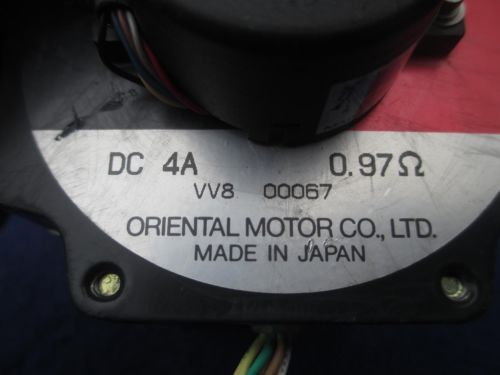 DC 4A 0.97Ω
VV8 00067
ORIENTAL MOTOR CO., LTD.
MADE IN JAPAN